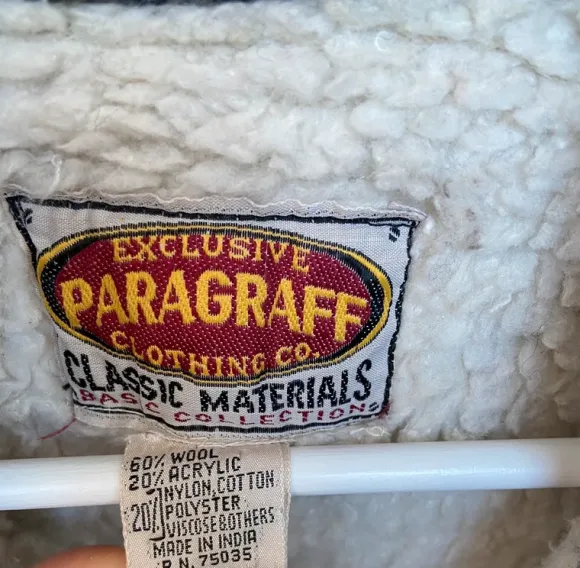 EXCLUSIVE
PARAGRAFF
CLOTHING CO.
CLASSIC MATERIALS
BASIC COLLECTION
60% WOOL
20% ACRYLIC
20% NYLON, COTTON
POLYSTER
VISCOSE&OTHERS
MADE IN INDIA
R.N. 75035